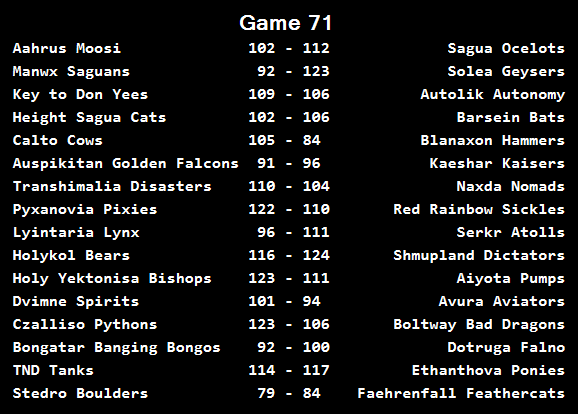 Game 71
Aahrus Moosi 102 - 112 Sagua Ocelots
Manwx Saguans 92 - 123 Solea Geysers
Key to Don Yees 109 - 106 Autolik Autonomy
Height Sagua Cats 102 - 106 Barsein Bats
Calto Cows 105 - 84 Blanaxon Hammers
Auspikitan Golden Falcons 91 - 96 Kaeshar Kaisers
Transhimalia Disasters 110 - 104 Naxda Nomads
Pyxanovia Pixies 122 - 110 Red Rainbow Sickles
Lyintaria Lynx 96 - 111 Serkr Atolls
Holykol Bears 116 - 124 Shmupland Dictators
Holy Yektonisa Bishops 123 - 111 Aiyota Pumps
Dvimne Spirits 101 - 94 Avura Aviators
Czalliso Pythons 123 - 106 Boltway Bad Dragons
Bongatar Banging Bongos 92 - 100 Dotruga Falno
TND Tanks 114 - 117 Ethanthova Ponies
Stedro Boulders 79 - 84 Faehrenfall Feathercats